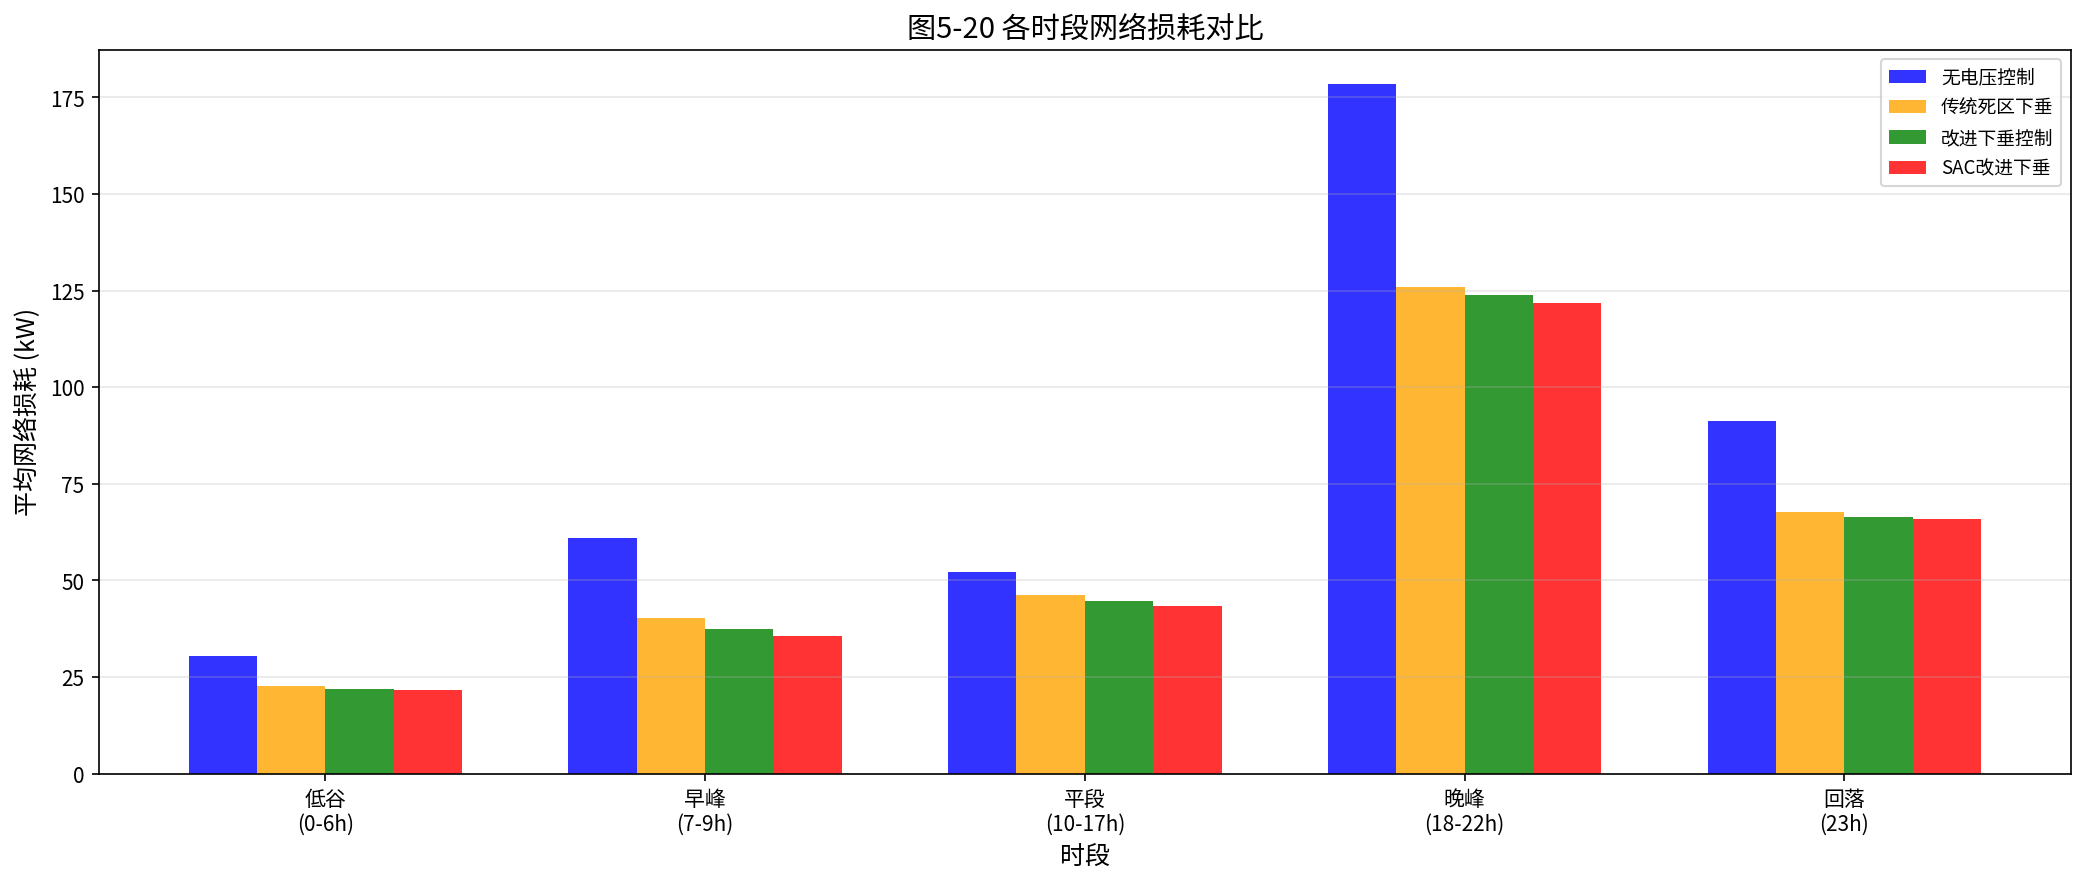 图5-20 各时段网络损耗对比
平均网络损耗 (kW)
175
150
125
100
75
50
25
0
无电压控制
传统死区下垂
改进下垂控制
SAC改进下垂
低谷
(0-6h)
早峰
(7-9h)
平段
(10-17h)
晚峰
(18-22h)
回落
(23h)
时段